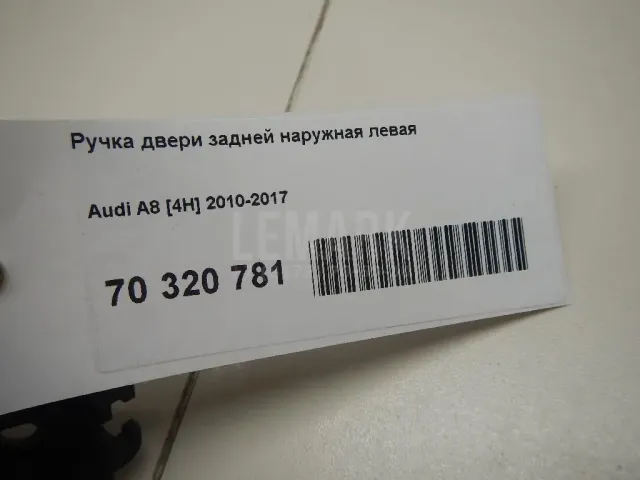 Ручка двери задней наружная левая
Audi A8 [4H] 2010-2017
LEMARK
70 320 781